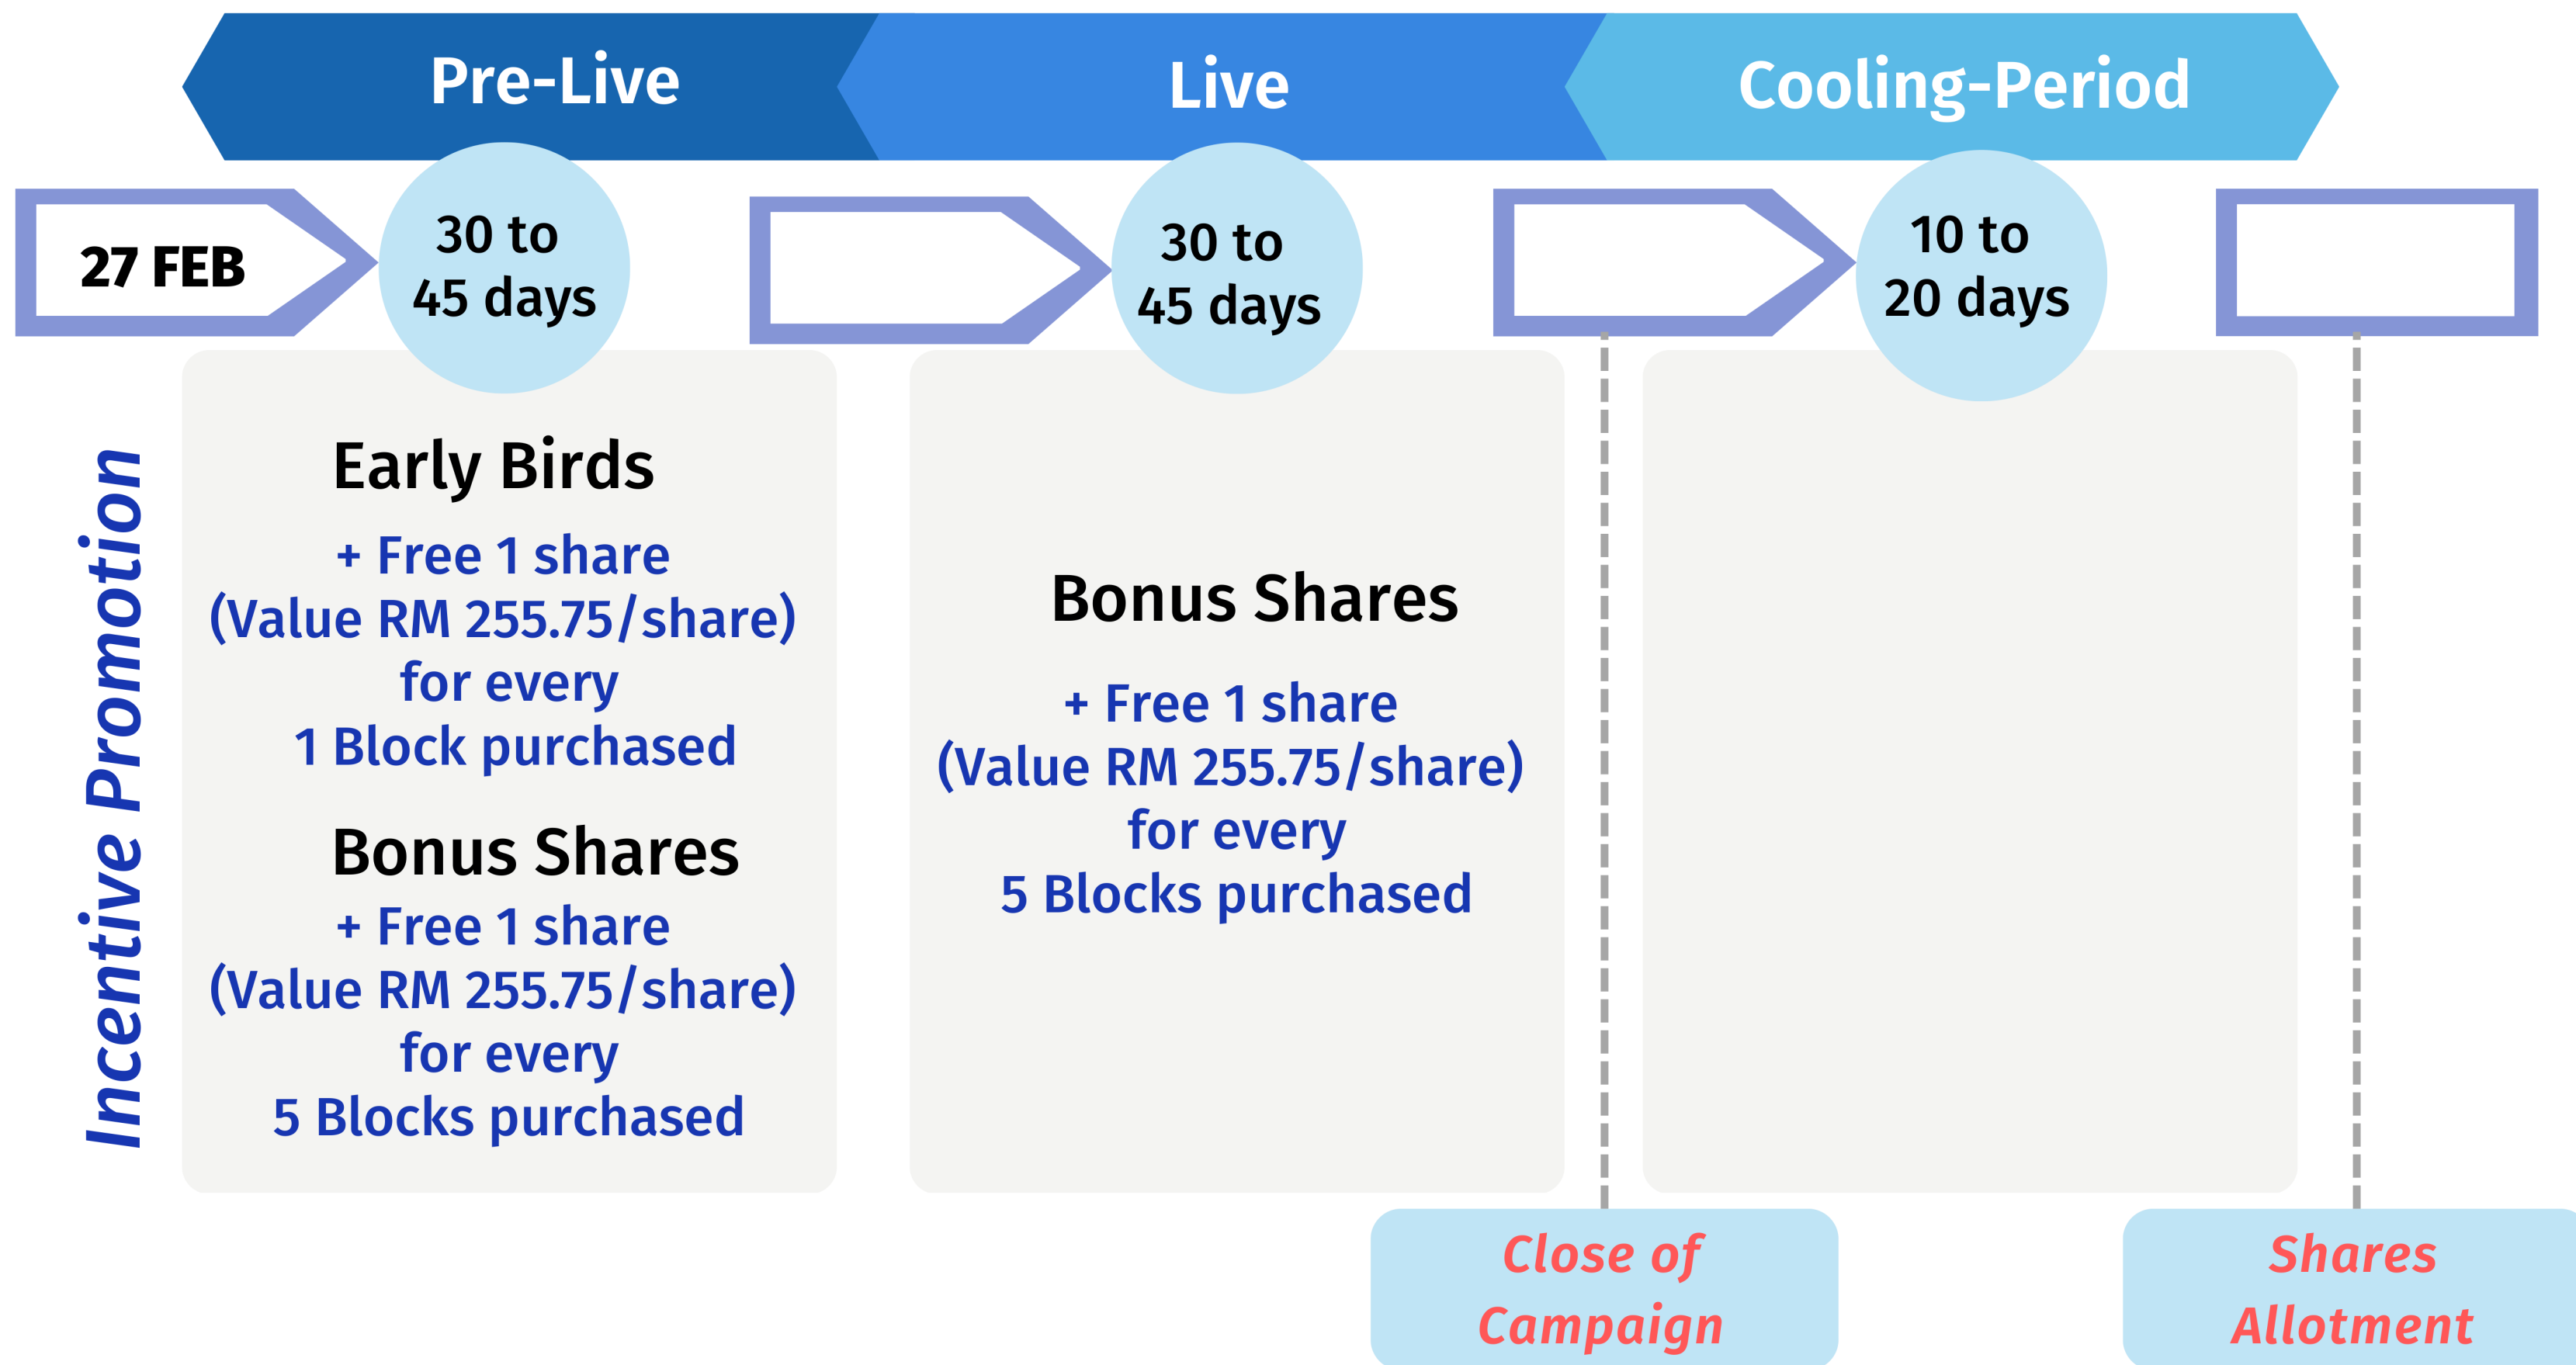 Pre-Live
Live
Cooling-Period
27 FEB
30 to
45 days
30 to
45 days
10 to
20 days
Incentive Promotion
Early Birds
+ Free 1 share
(Value RM 255.75/share)
for every
1 Block purchased
Bonus Shares
+ Free 1 share
(Value RM 255.75/share)
for every
5 Blocks purchased
Bonus Shares
+ Free 1 share
(Value RM 255.75/share)
for every
5 Blocks purchased
Close of
Campaign
Shares
Allotment